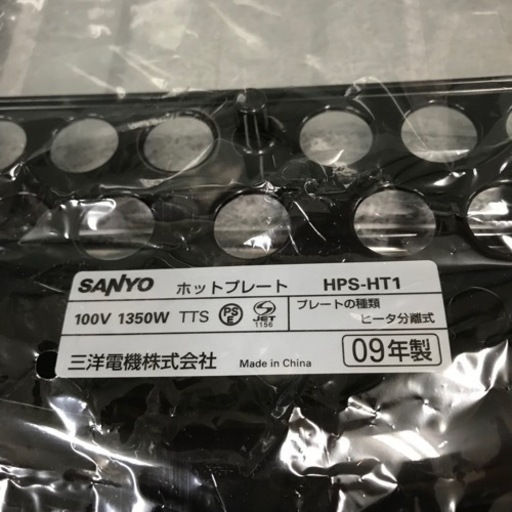 SANYO ホットプレート HPS-HT1
100V 1350W TTS PSE JET 1156 プレートの種類
ヒータ分離式
三洋電機株式会社 Made in China 09年製